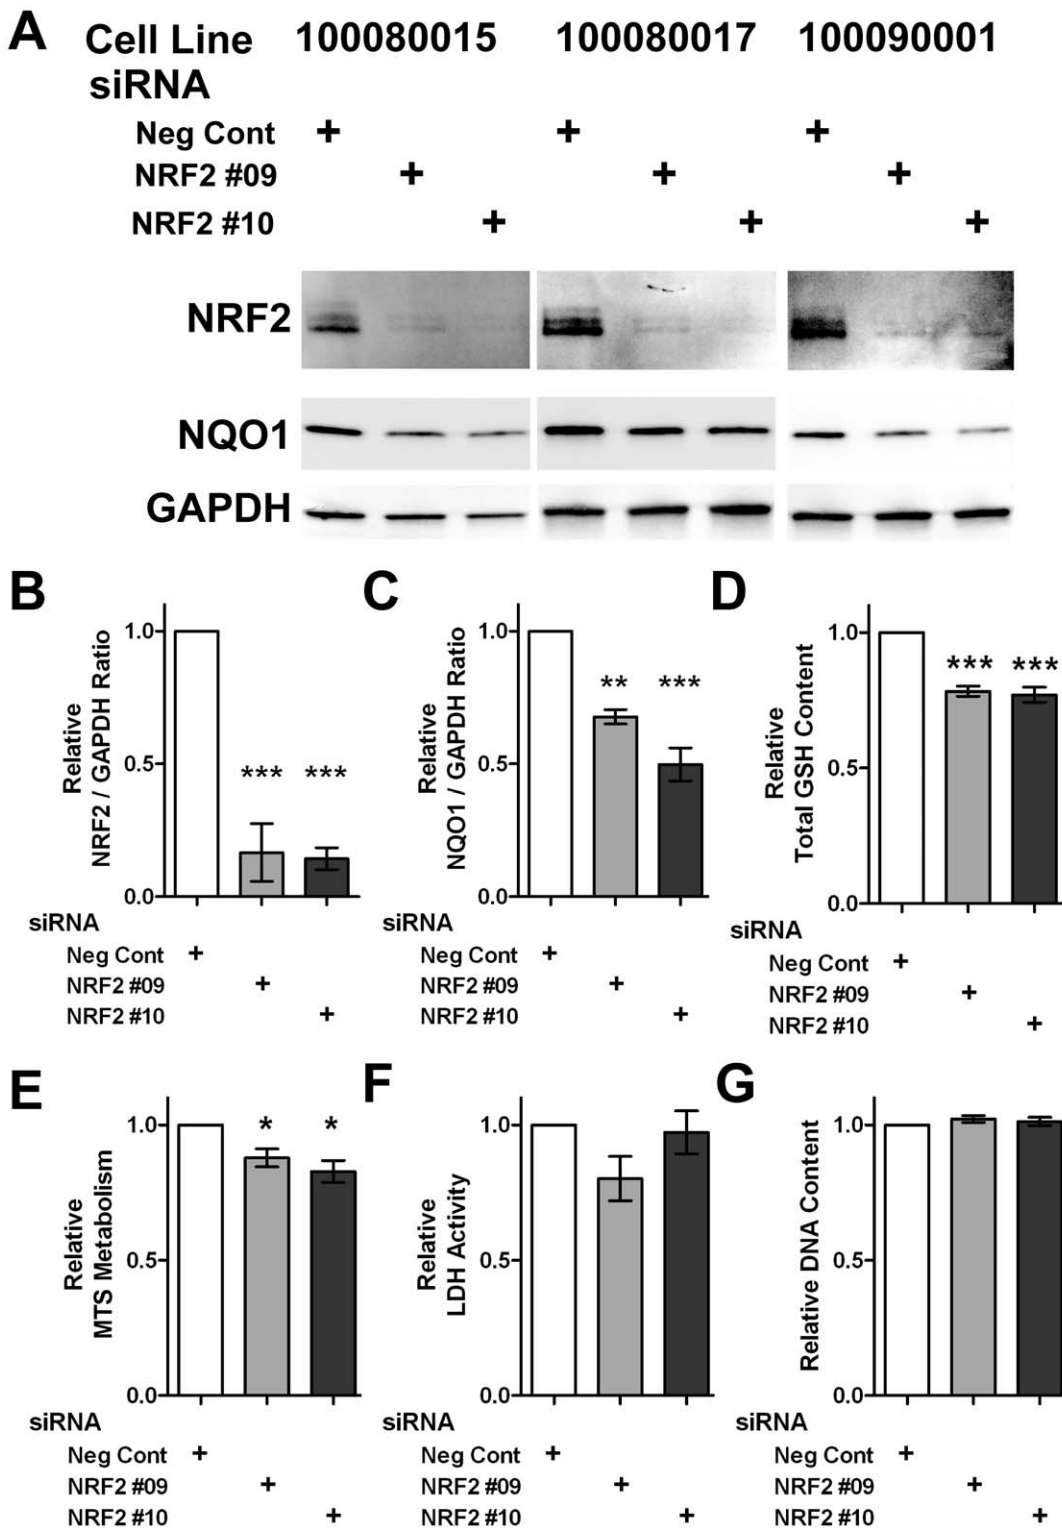 A
Cell Line 100080015 100080017 100090001
siRNA
Neg Cont + + +
NRF2 #09 + + +
NRF2 #10 + + +
NRF2
NQO1
GAPDH
B
Relative
NRF2 / GAPDH Ratio
1.0
0.5
0.0
*** ***
siRNA
Neg Cont +
NRF2 #09 +
NRF2 #10 +
C
Relative
NQO1 / GAPDH Ratio
1.0
0.5
0.0
** ***
siRNA
Neg Cont +
NRF2 #09 +
NRF2 #10 +
D
Relative
Total GSH Content
1.0
0.5
0.0
*** ***
siRNA
Neg Cont +
NRF2 #09 +
NRF2 #10 +
E
Relative
MTS Metabolism
1.0
0.5
0.0
* *
siRNA
Neg Cont +
NRF2 #09 +
NRF2 #10 +
F
Relative
LDH Activity
1.0
0.5
0.0
siRNA
Neg Cont +
NRF2 #09 +
NRF2 #10 +
G
Relative DNA Content
1.0
0.5
0.0
siRNA
Neg Cont +
NRF2 #09 +
NRF2 #10 +